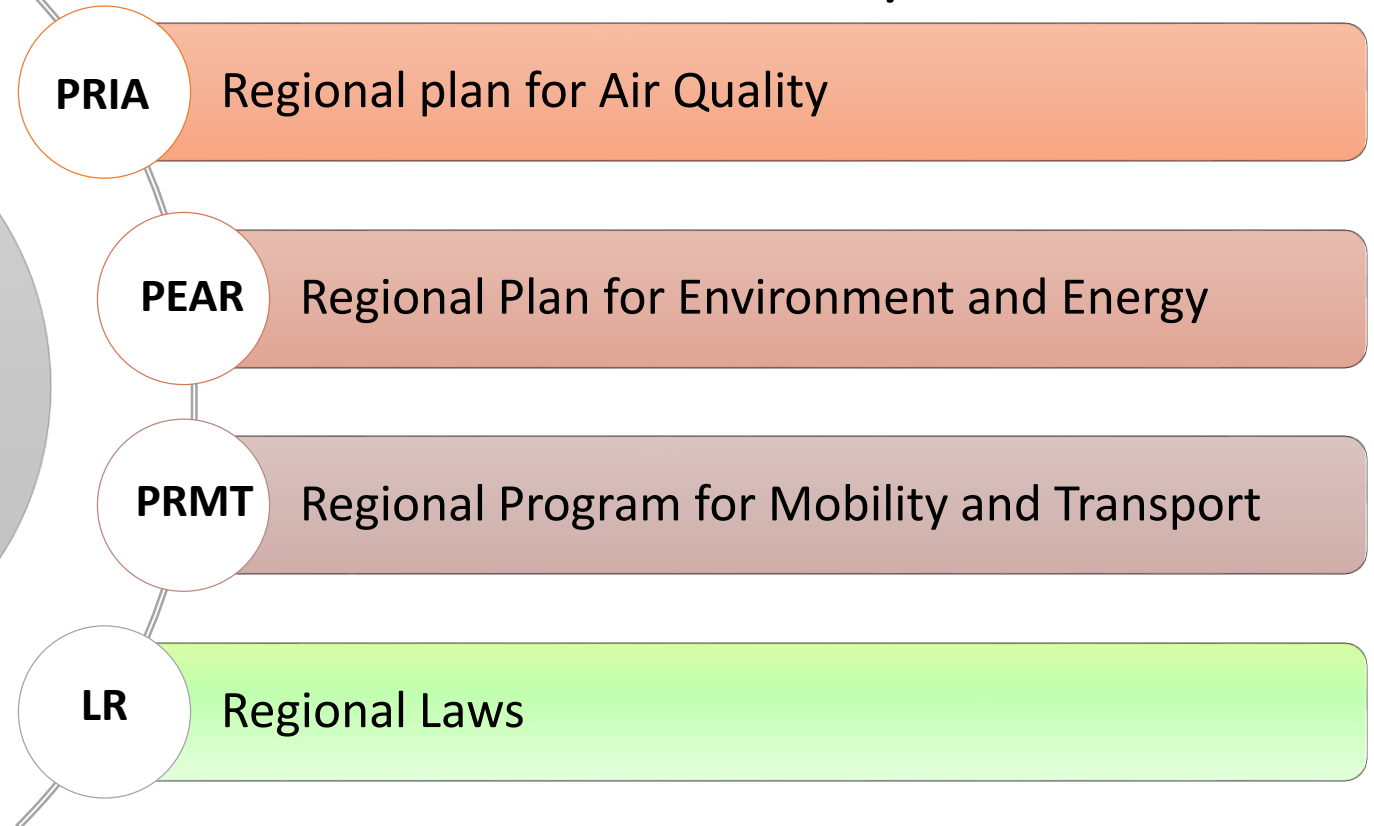 PRIA Regional plan for Air Quality
PEAR Regional Plan for Environment and Energy
PRMT Regional Program for Mobility and Transport
LR Regional Laws